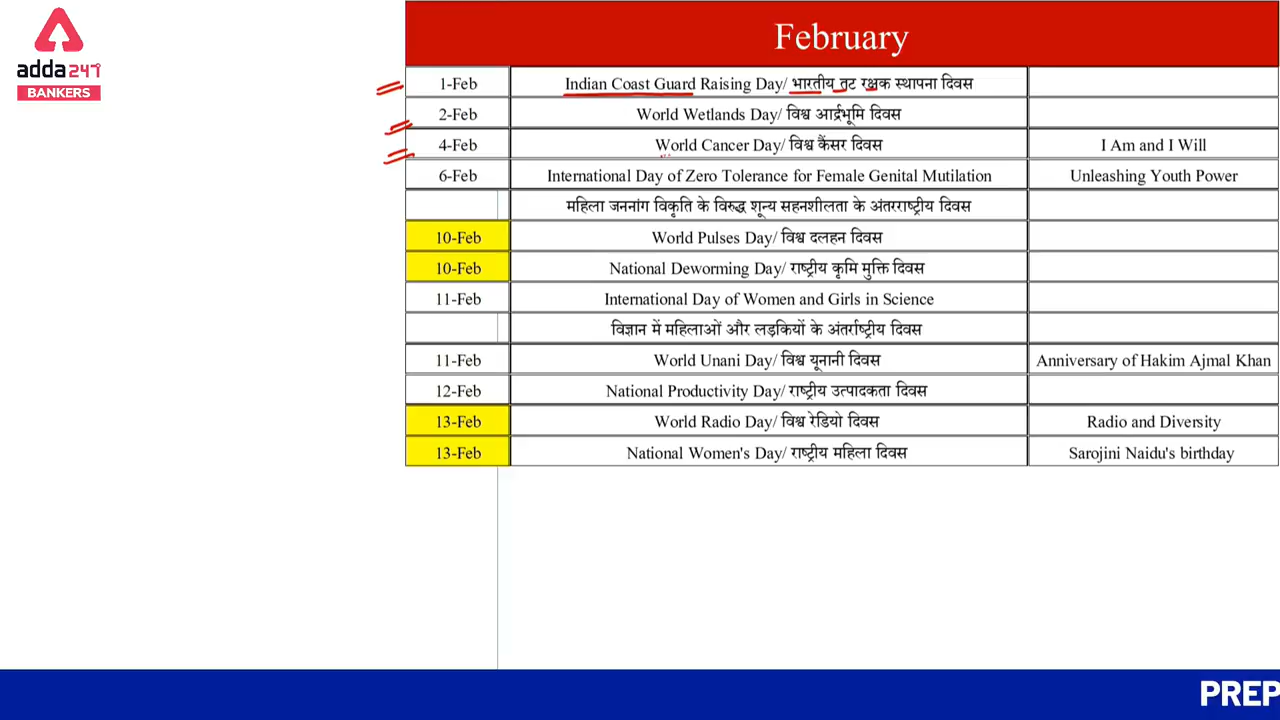 adda247
BANKERS
February
1-Feb Indian Coast Guard Raising Day/ भारतीय तट रक्षक स्थापना दिवस
2-Feb World Wetlands Day/ विश्व आर्द्रभूमि दिवस
4-Feb World Cancer Day/ विश्व कैंसर दिवस I Am and I Will
6-Feb International Day of Zero Tolerance for Female Genital Mutilation Unleashing Youth Power
महिला जननांग विकृति के विरुद्ध शून्य सहनशीलता के अंतरराष्ट्रीय दिवस
10-Feb World Pulses Day/ विश्व दलहन दिवस
10-Feb National Deworming Day/ राष्ट्रीय कृमि मुक्ति दिवस
11-Feb International Day of Women and Girls in Science
विज्ञान में महिलाओं और लड़कियों के अंतर्राष्ट्रीय दिवस
11-Feb World Unani Day/ विश्व यूनानी दिवस Anniversary of Hakim Ajmal Khan
12-Feb National Productivity Day/ राष्ट्रीय उत्पादकता दिवस
13-Feb World Radio Day/ विश्व रेडियो दिवस Radio and Diversity
13-Feb National Women's Day/ राष्ट्रीय महिला दिवस Sarojini Naidu's birthday
PREP